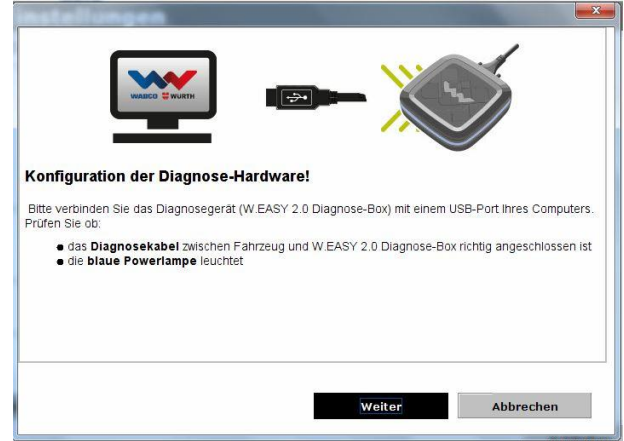 nstellungen
WABCO WÜRTH
Konfiguration der Diagnose-Hardware!
Bitte verbinden Sie das Diagnosegerät (W.EASY 2.0 Diagnose-Box) mit einem USB-Port Ihres Computers.
Prüfen Sie ob:
● das Diagnosekabel zwischen Fahrzeug und W.EASY 2.0 Diagnose-Box richtig angeschlossen ist
● die blaue Powerlampe leuchtet
Weiter Abbrechen